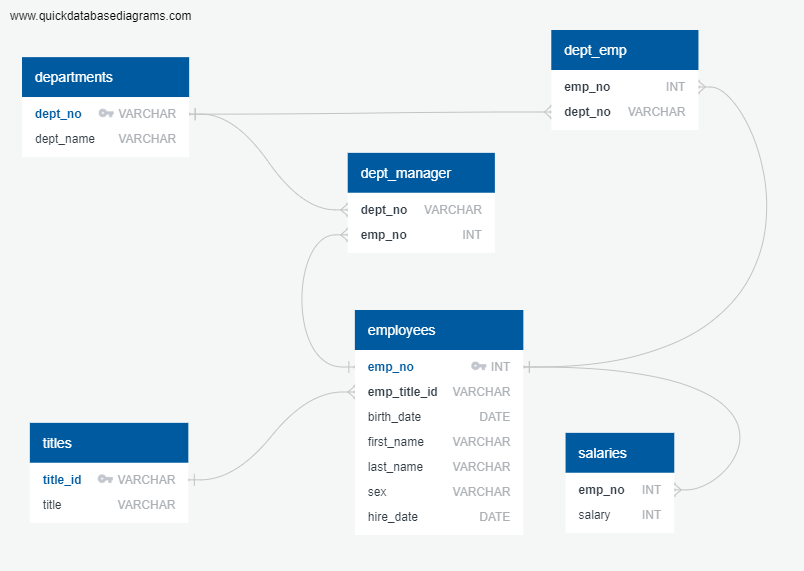 www.quickdatabasediagrams.com
departments
dept_no VARCHAR
dept_name VARCHAR
dept_emp
emp_no INT
dept_no VARCHAR
dept_manager
dept_no VARCHAR
emp_no INT
employees
emp_no INT
emp_title_id VARCHAR
birth_date DATE
first_name VARCHAR
last_name VARCHAR
sex VARCHAR
hire_date DATE
titles
title_id VARCHAR
title VARCHAR
salaries
emp_no INT
salary INT